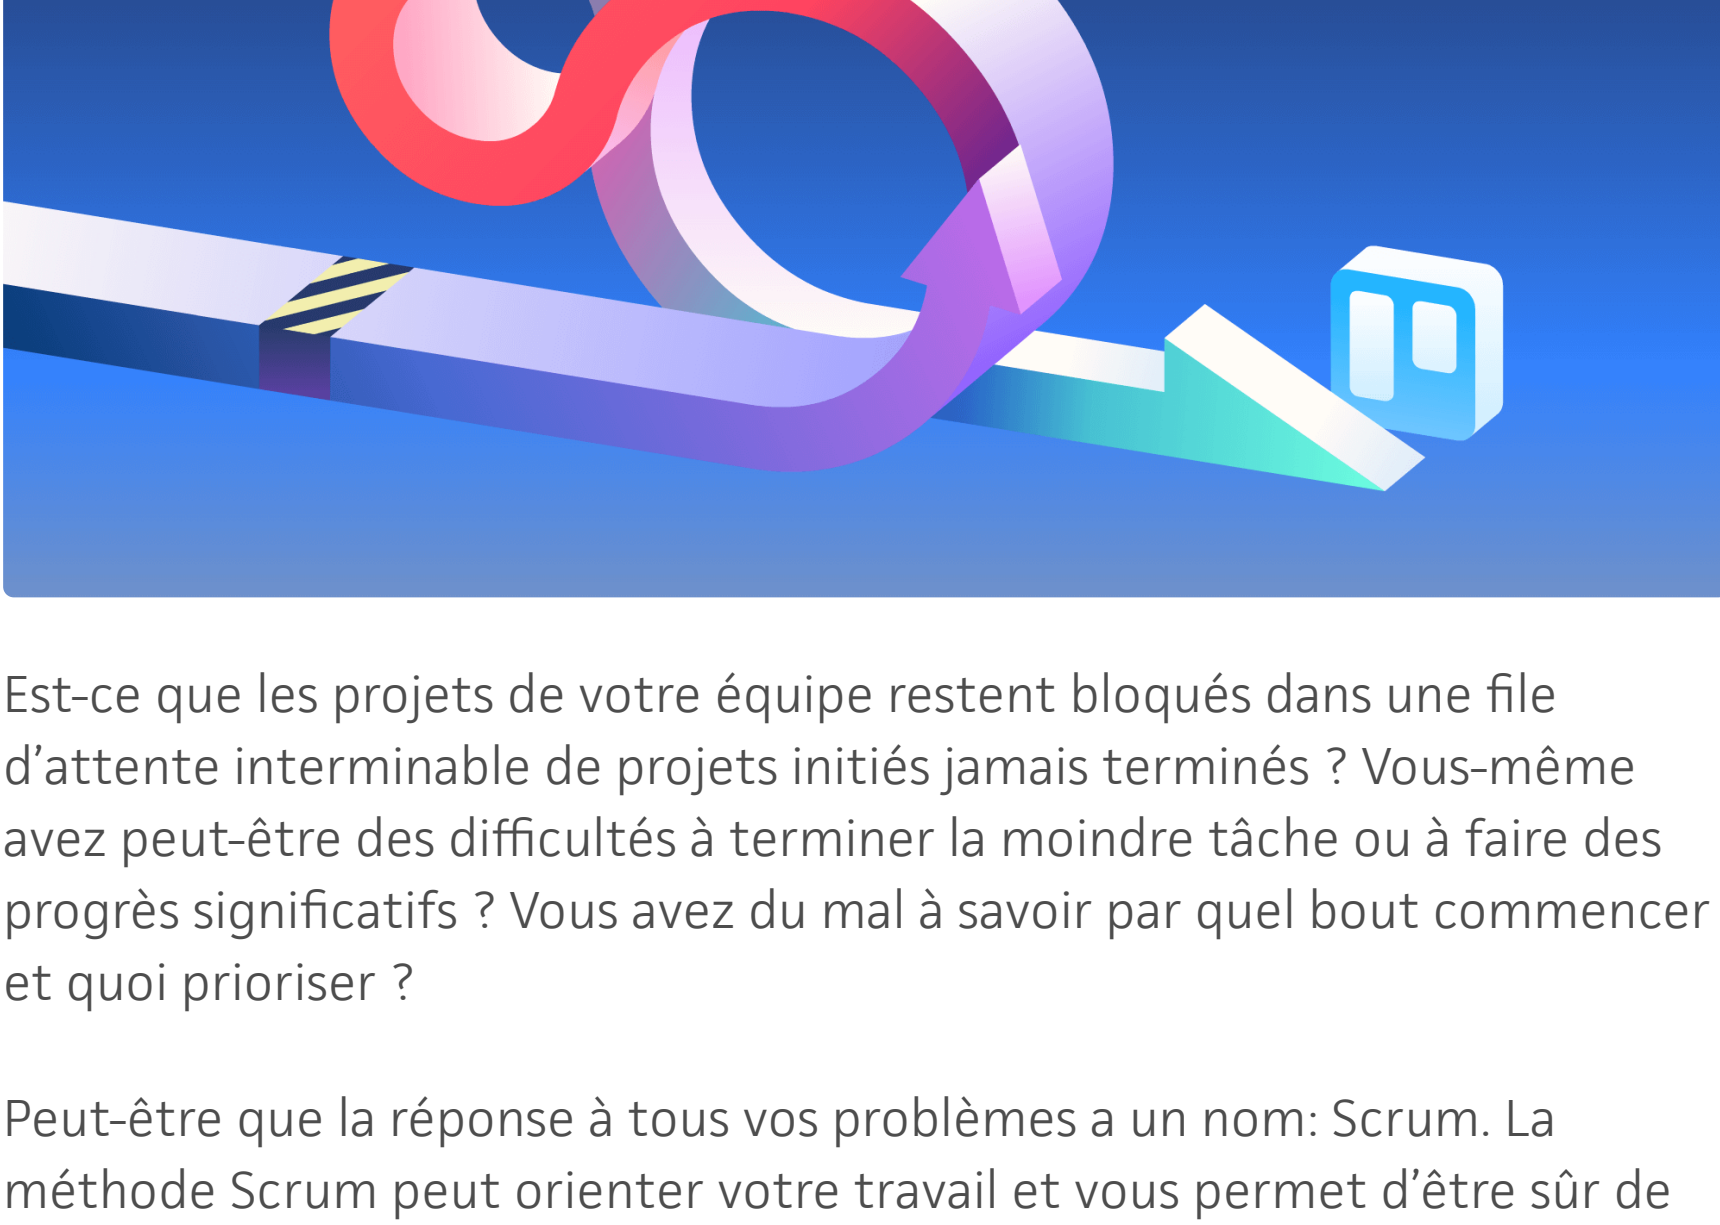 Est-ce que les projets de votre équipe restent bloqués dans une file
d’attente interminable de projets initiés jamais terminés ? Vous-même
avez peut-être des difficultés à terminer la moindre tâche ou à faire des
progrès significatifs ? Vous avez du mal à savoir par quel bout commencer
et quoi prioriser ?
Peut-être que la réponse à tous vos problèmes a un nom: Scrum. La
méthode Scrum peut orienter votre travail et vous permet d’être sûr de